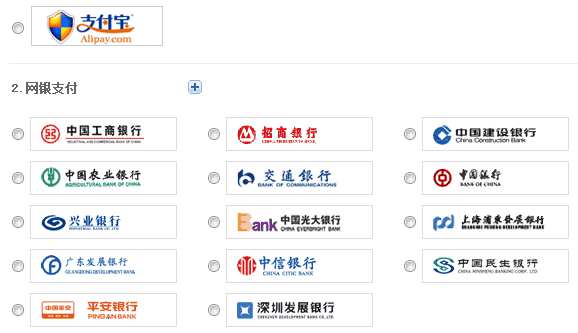 支付宝
Alipay.com
2. 网银支付
中国工商银行
INDUSTRIAL AND COMMERCIAL BANK OF CHINA
招商银行
CHINA MERCHANTS BANK
中国建设银行
China Construction Bank
中国农业银行
AGRICULTURAL BANK OF CHINA
交通银行
BANK OF COMMUNICATIONS
中国银行
BANK OF CHINA
兴业银行
INDUSTRIAL BANK CO.,LTD.
Bank
中国光大银行
CHINA EVERBRIGHT BANK
上海浦東發展銀行
SHANGHAI PUDONG DEVELOPMENT BANK
广东发展银行
GUANGDONG DEVELOPMENT BANK
中信银行
CHINA CITIC BANK
中国民生银行
CHINA MINSHENG BANKING CORP., LTD.
中国平安
平安银行
PINGAN BANK
深圳发展银行
SHENZHEN DEVELOPMENT BANK CO., LTD.